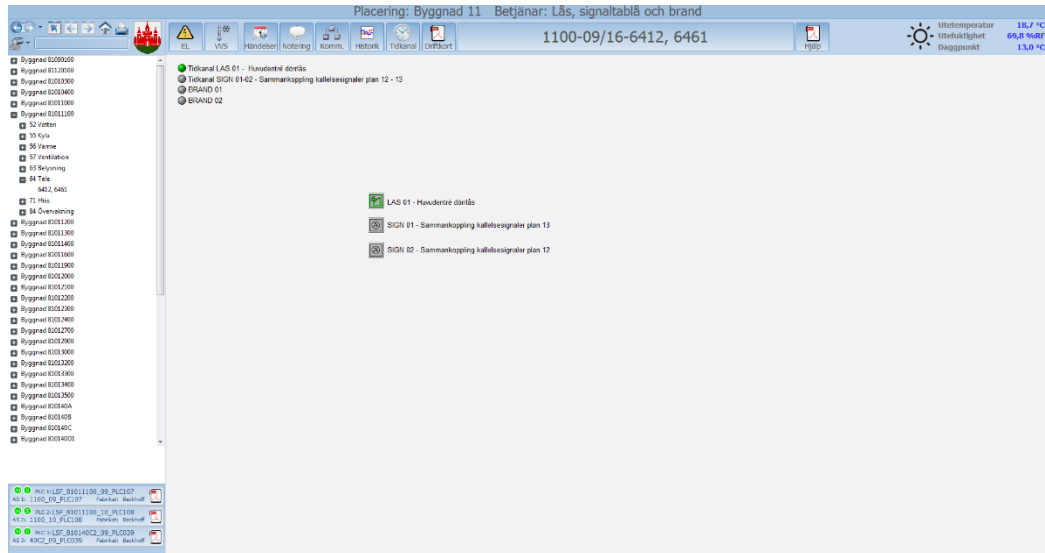 Placering: Byggnad 11 Betjänar: Lås, signaltablå och brand
EL VVS Händelser Notering Komm. Historik Tidkanal Driftkort
1100-09/16-6412, 6461
Hjälp
Utetemperatur 18,7 °C
Utefuktighet 69,8 %RF
Daggpunkt 13,0 °C
Byggnad 81090100
Byggnad 81120100
Byggnad 81010300
Byggnad 81010400
Byggnad 81011000
Byggnad 81011100
52 Vatten
55 Kyla
56 Värme
57 Ventilation
63 Belysning
64 Tele
6412, 6461
71 Hiss
84 Övervakning
Byggnad 81011200
Byggnad 81011300
Byggnad 81011400
Byggnad 81011600
Byggnad 81011900
Byggnad 81012000
Byggnad 81012100
Byggnad 81012200
Byggnad 81012300
Byggnad 81012400
Byggnad 81012700
Byggnad 81012900
Byggnad 81013000
Byggnad 81013200
Byggnad 81013300
Byggnad 81013400
Byggnad 81013500
Byggnad 810140A
Byggnad 810140B
Byggnad 810140C
Byggnad 810140D1
Tidkanal LAS 01 - Huvudentré dörrlås
Tidkanal SIGN 01-02 - Sammankoppling kallelsesignaler plan 12 - 13
BRAND 01
BRAND 02
LAS 01 - Huvudentré dörrlås
SIGN 01 - Sammankoppling kallelsesignaler plan 13
SIGN 02 - Sammankoppling kallelsesignaler plan 12
PLC 1: LSF_81011100_09_PLC107
AS 1: 1100_09_PLC107 Fabrikat: Beckhoff
PLC 2: LSF_81011100_10_PLC108
AS 2: 1100_10_PLC108 Fabrikat: Beckhoff
PLC 3: LSF_810140C2_09_PLC039
40C2_09_PLC039 Fabrikat: Beckhoff